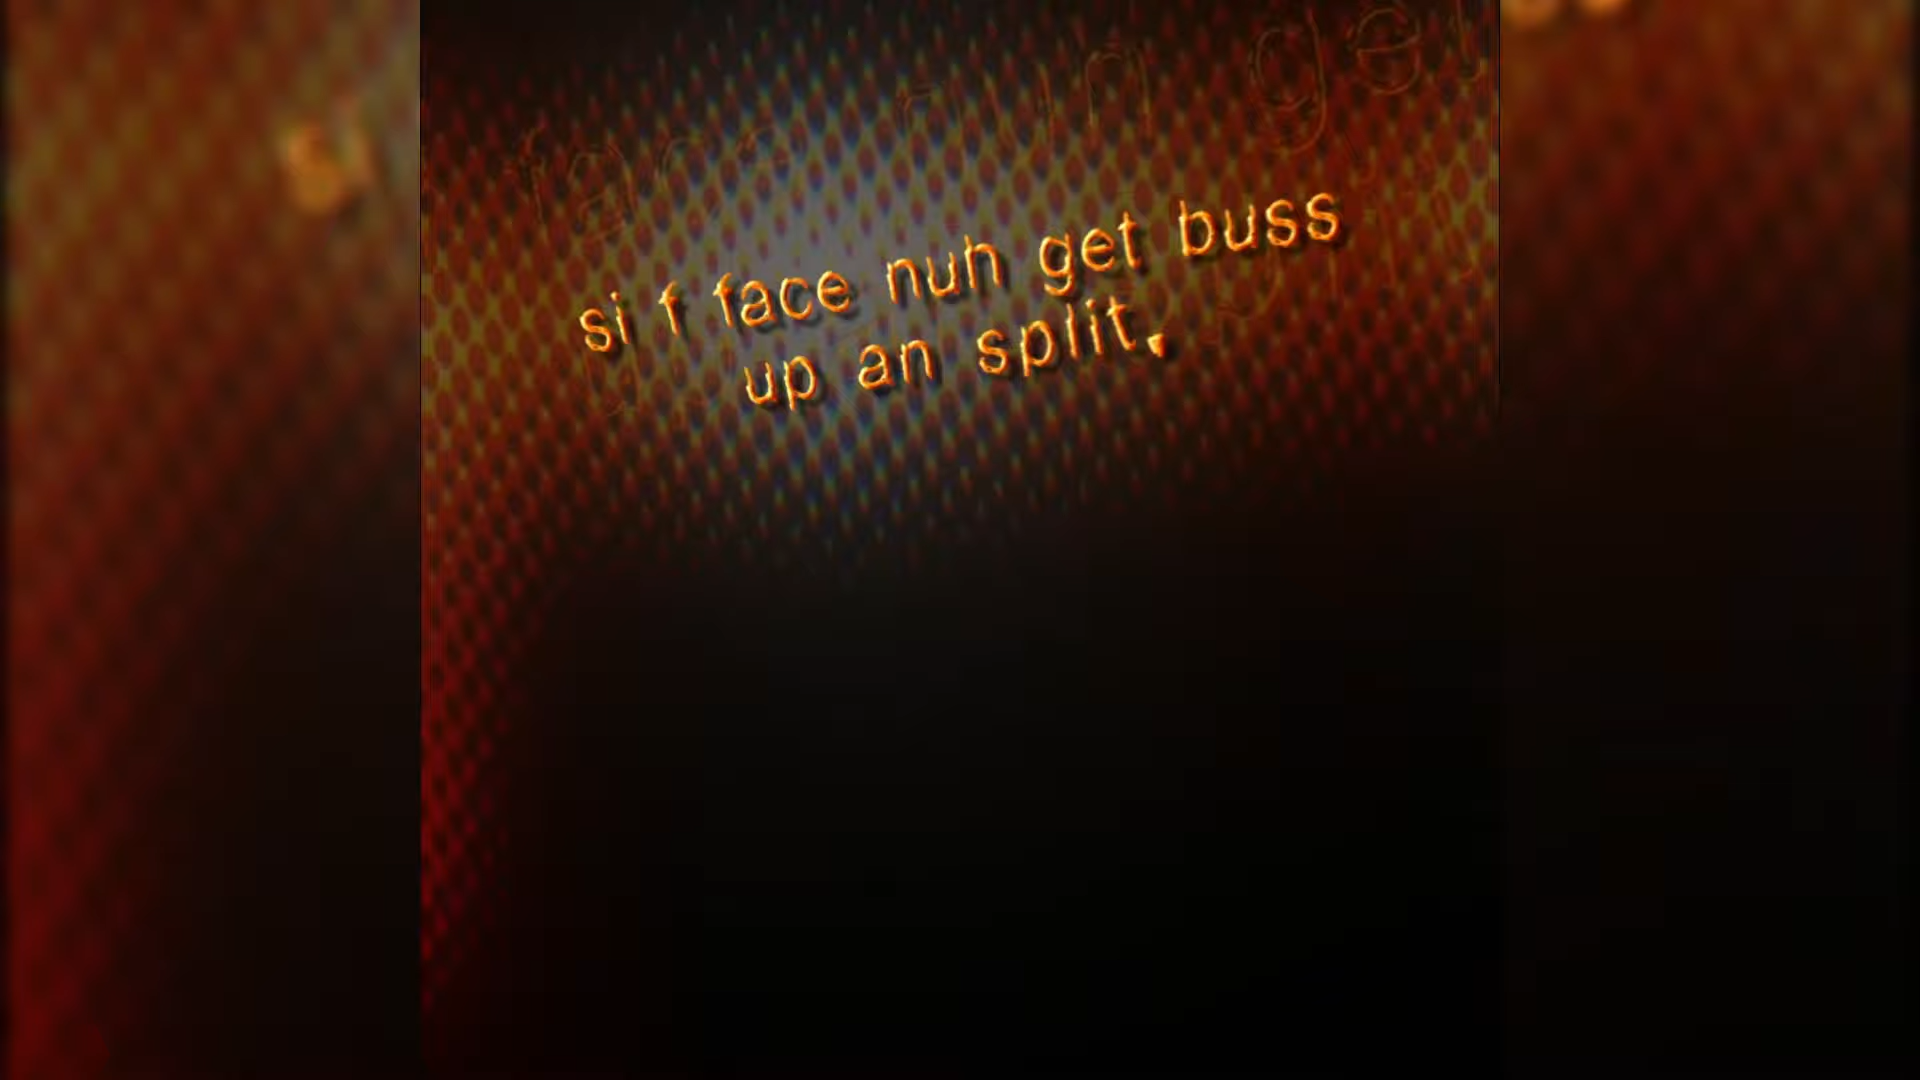 si f face nuh get buss
up an split,